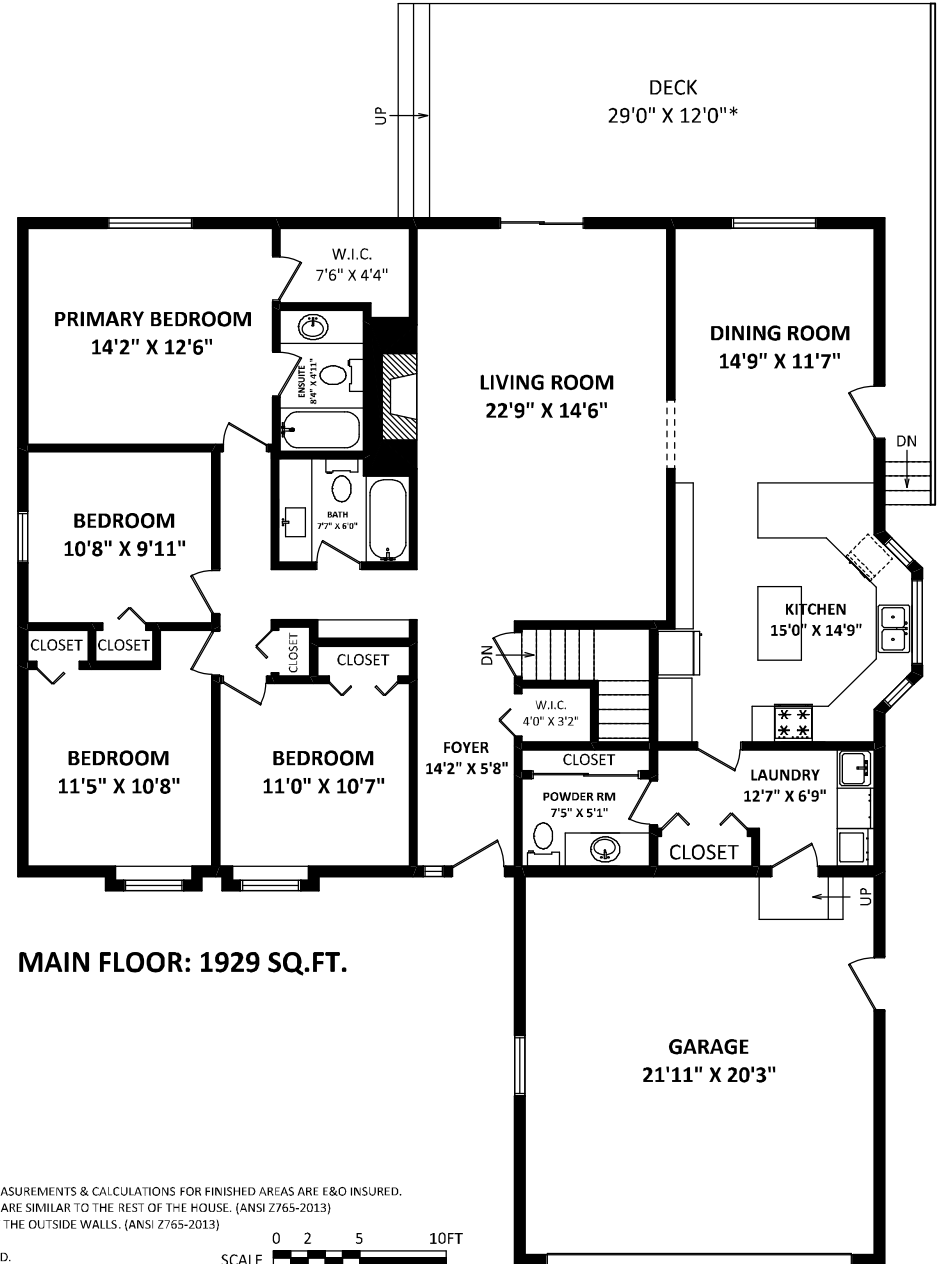 DECK
29'0" X 12'0"*
UP
W.I.C.
7'6" X 4'4"
PRIMARY BEDROOM
14'2" X 12'6"
DINING ROOM
14'9" X 11'7"
ENSUITE
8'4" X 4'11"
LIVING ROOM
22'9" X 14'6"
DN
BEDROOM
10'8" X 9'11"
BATH
7'7" X 6'0"
KITCHEN
15'0" X 14'9"
CLOSET
CLOSET
CLOSET
CLOSET
DN
W.I.C.
4'0" X 3'2"
BEDROOM
11'5" X 10'8"
BEDROOM
11'0" X 10'7"
FOYER
14'2" X 5'8"
CLOSET
LAUNDRY
12'7" X 6'9"
POWDER RM
7'5" X 5'1"
CLOSET
UP
MAIN FLOOR: 1929 SQ.FT.
GARAGE
21'11" X 20'3"
ASUREMENTS & CALCULATIONS FOR FINISHED AREAS ARE E&O INSURED.
ARE SIMILAR TO THE REST OF THE HOUSE. (ANSI Z765-2013)
THE OUTSIDE WALLS. (ANSI Z765-2013)
D.
0 2 5 10FT
SCALE